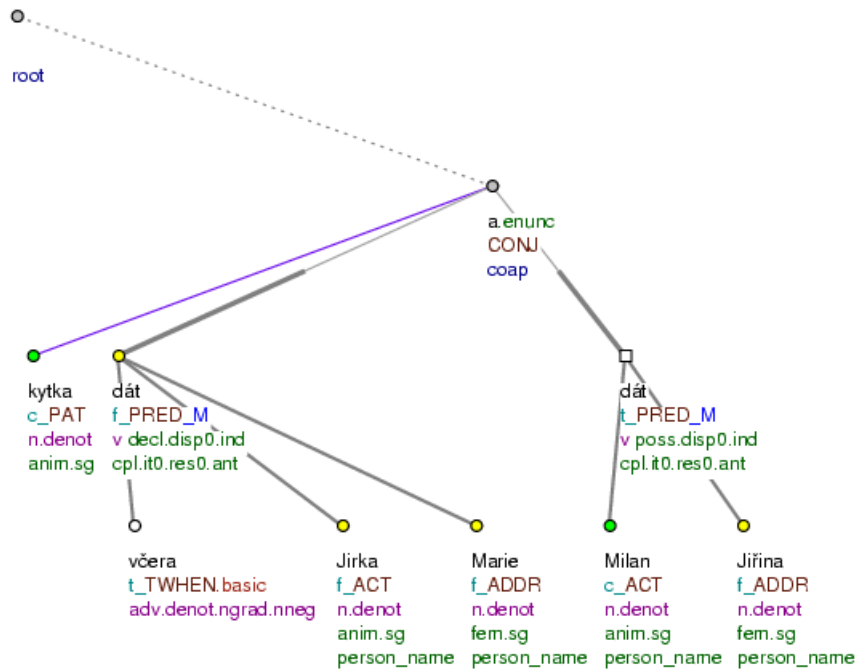 root
a.enunc
CONJ
coap
kytka
c_PAT
n.denot
anim.sg
dát
f_PRED_M
v decl.disp0.ind
cpl.it0.res0.ant
dát
t_PRED_M
v poss.disp0.ind
cpl.it0.res0.ant
včera
t_TWHEN.basic
adv.denot.ngrad.nneg
Jirka
f_ACT
n.denot
anim.sg
person_name
Marie
f_ADDR
n.denot
fem.sg
person_name
Milan
c_ACT
n.denot
anim.sg
person_name
Jiřina
f_ADDR
n.denot
fem.sg
person_name